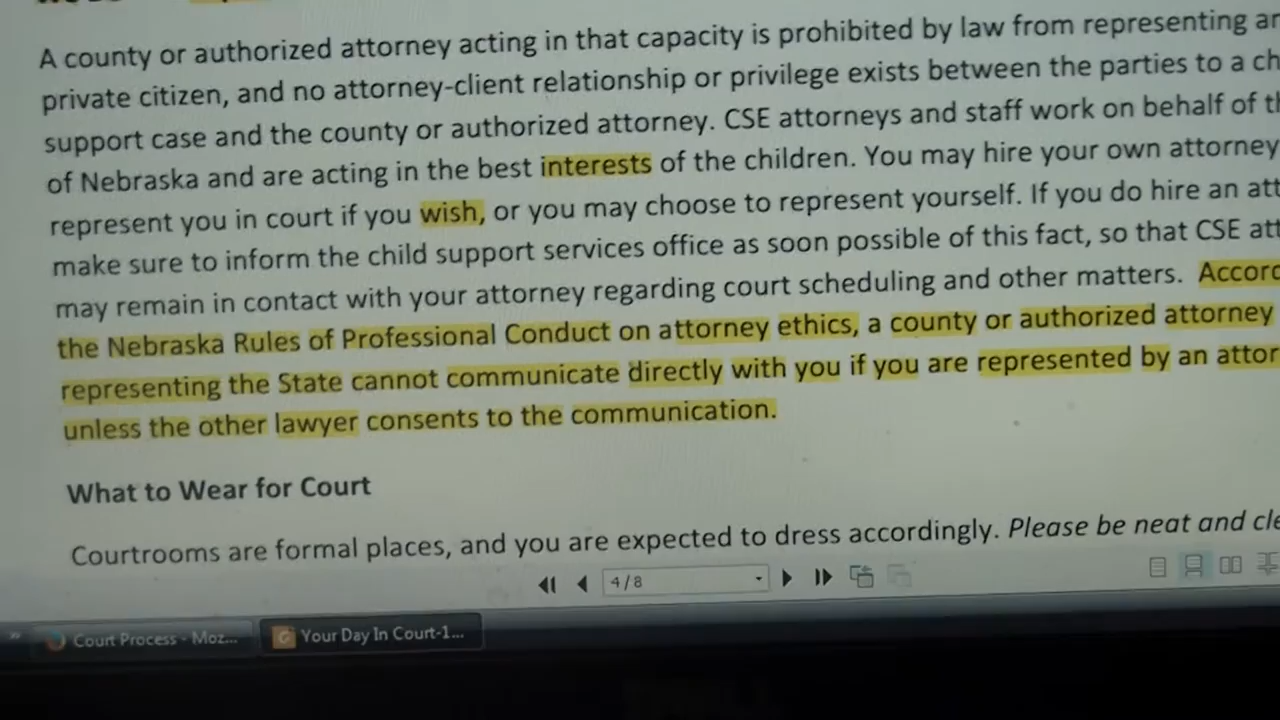 A county or authorized attorney acting in that capacity is prohibited by law from representing
private citizen, and no attorney-client relationship or privilege exists between the parties to a
support case and the county or authorized attorney. CSE attorneys and staff work on behalf of
of Nebraska and are acting in the best interests of the children. You may hire your own attorney
represent you in court if you wish, or you may choose to represent yourself. If you do hire an
make sure to inform the child support services office as soon possible of this fact, so that CSE
may remain in contact with your attorney regarding court scheduling and other matters.
the Nebraska Rules of Professional Conduct on attorney ethics, a county or authorized attorney
representing the State cannot communicate directly with you if you are represented by an
unless the other lawyer consents to the communication.
What to Wear for Court
Courtrooms are formal places, and you are expected to dress accordingly. Please be neat and
4/8
Court Process - Moz...
Your Day In Court-1...